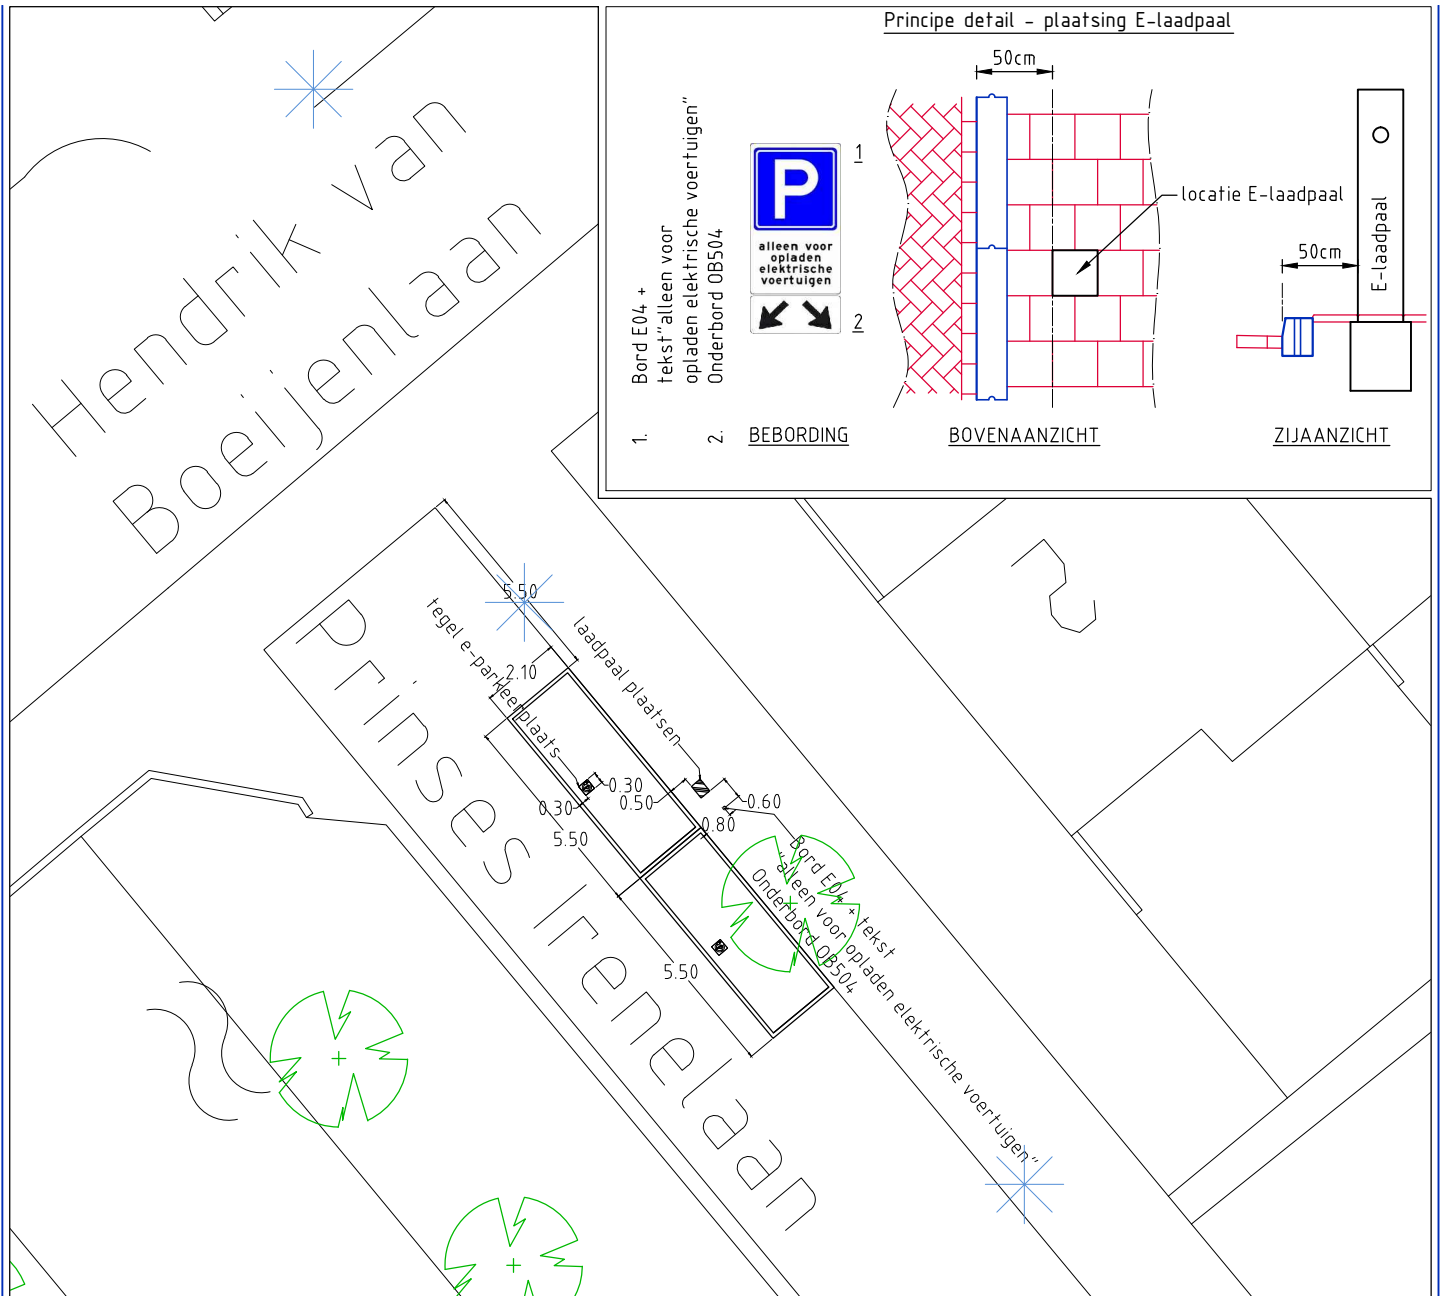 Principe detail - plaatsing E-laadpaal
1.
Bord E04 +
tekst"alleen voor
opladen elektrische voertuigen"
2.
Onderbord OB504
P
alleen voor
opladen
elektrische
voertuigen
1
2
BEBORDING
50cm
locatie E-laadpaal
BOVENAANZICHT
50cm
E-laadpaal
ZIJAANZICHT
Hendrik van
Boeijenlaan
Prinses Irenelaan
5.50
2.10
tegel e-parkeerplaats
laadpaal plaatsen
0.30
0.30
0.50
0.60
0.80
5.50
5.50
Bord E04 + tekst
"alleen voor opladen elektrische voertuigen"
Onderbord OB504